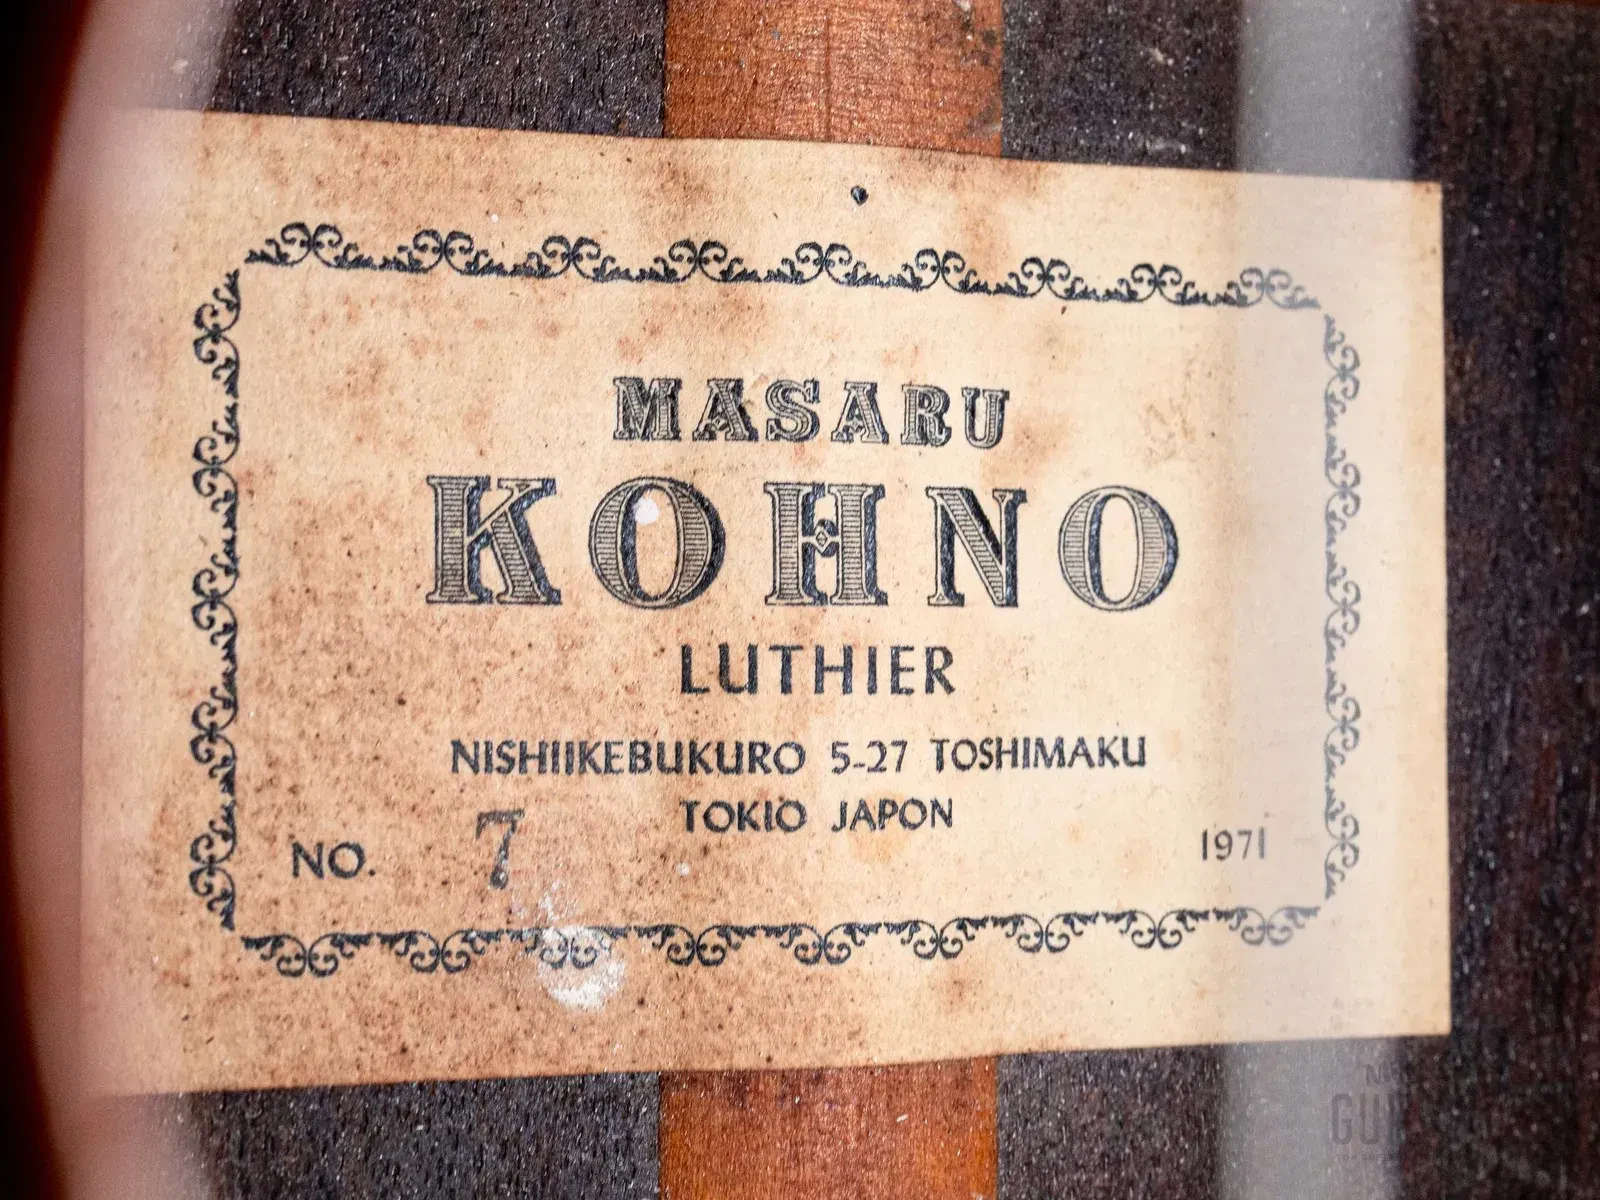 MASARU
KOHNO
LUTHIER
NISHIIKEBUKURO 5-27 TOSHIMAKU
TOKIO JAPON
NO. 7 1971